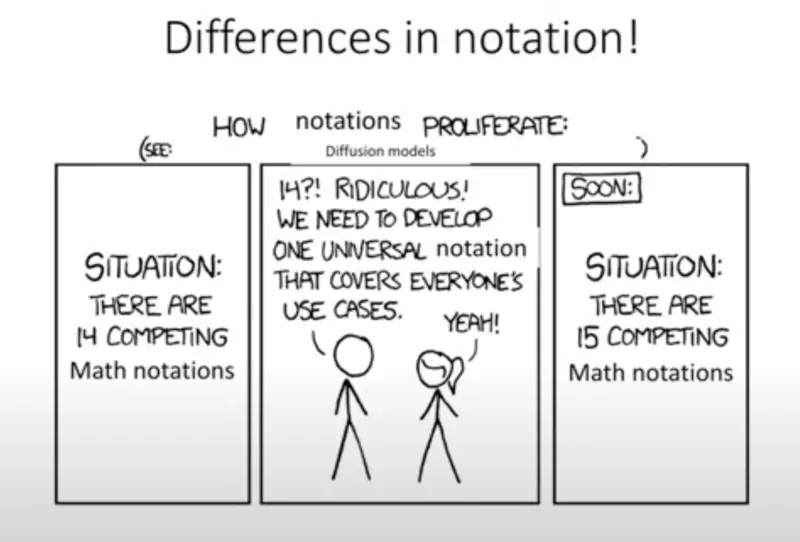 Differences in notation!
HOW notations PROLIFERATE:
(SEE: Diffusion models )
SITUATION:
THERE ARE
14 COMPETING
Math notations
14?! RIDICULOUS!
WE NEED TO DEVELOP
ONE UNIVERSAL notation
THAT COVERS EVERYONE'S
USE CASES.
YEAH!
SOON:
SITUATION:
THERE ARE
15 COMPETING
Math notations